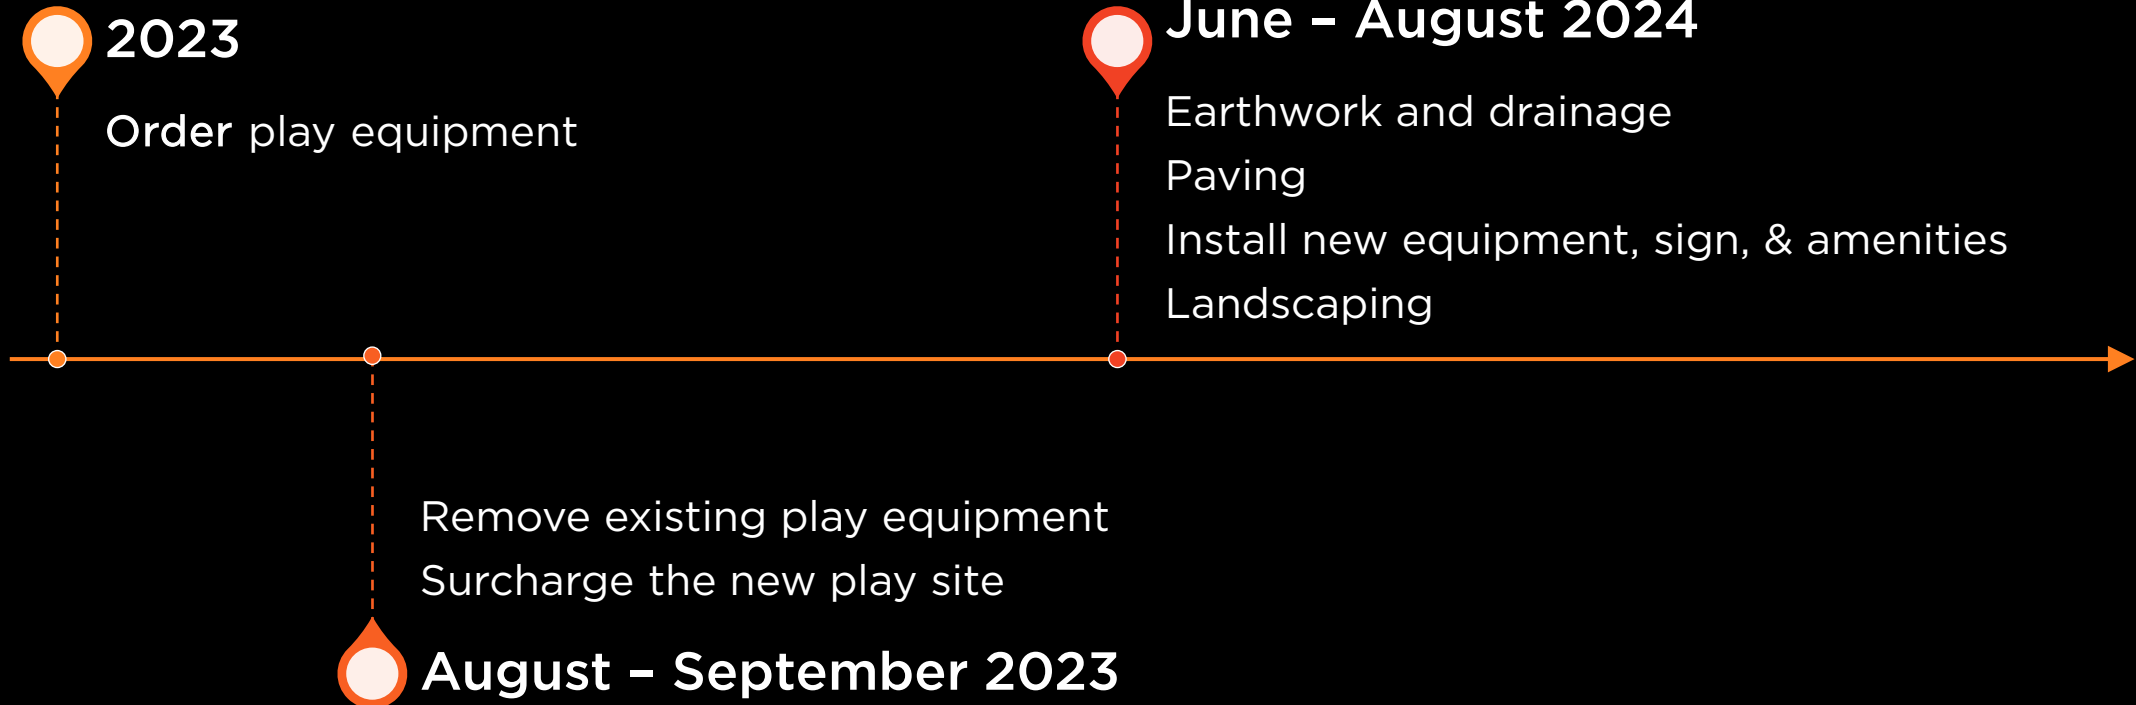 2023
Order play equipment
June – August 2024
Earthwork and drainage
Paving
Install new equipment, sign, & amenities
Landscaping
Remove existing play equipment
Surcharge the new play site
August – September 2023